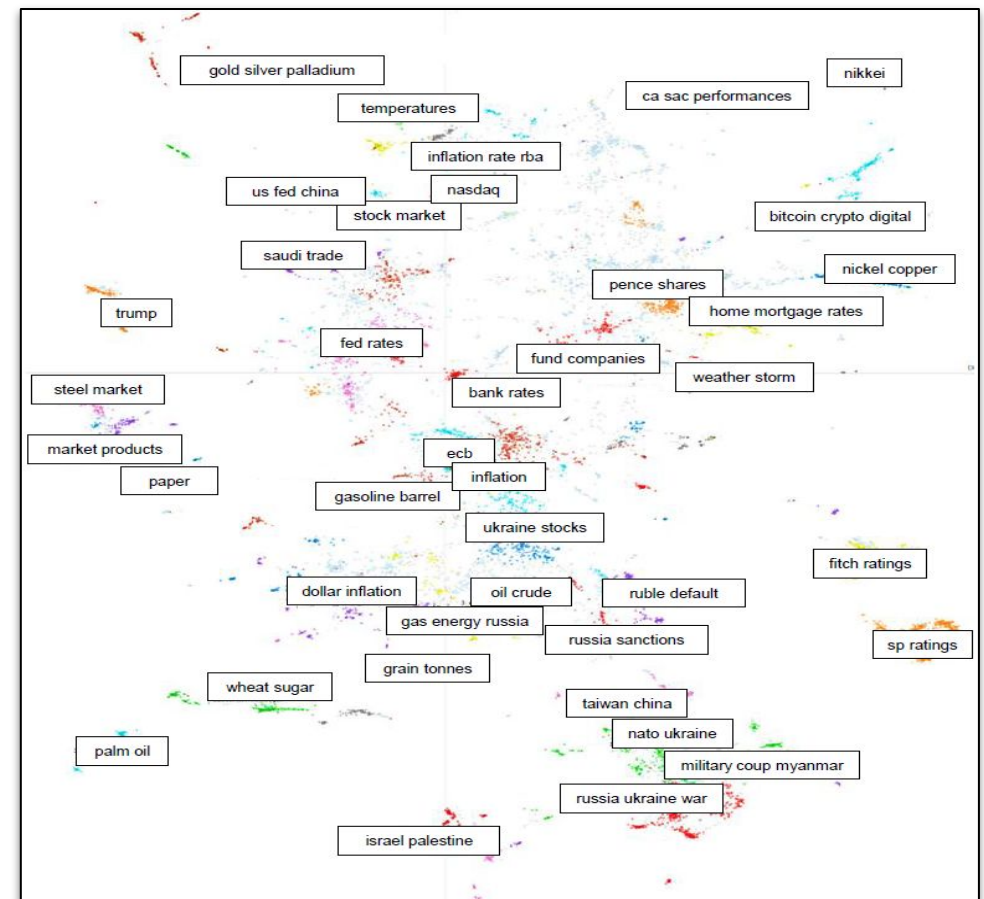 gold silver palladium
nikkei
ca sac performances
temperatures
inflation rate rba
nasdaq
us fed china
stock market
bitcoin crypto digital
saudi trade
nickel copper
pence shares
trump
home mortgage rates
fed rates
fund companies
weather storm
steel market
bank rates
market products
ecb
paper
inflation
gasoline barrel
ukraine stocks
fitch ratings
dollar inflation
oil crude
ruble default
gas energy russia
russia sanctions
sp ratings
grain tonnes
wheat sugar
taiwan china
nato ukraine
palm oil
military coup myanmar
russia ukraine war
israel palestine